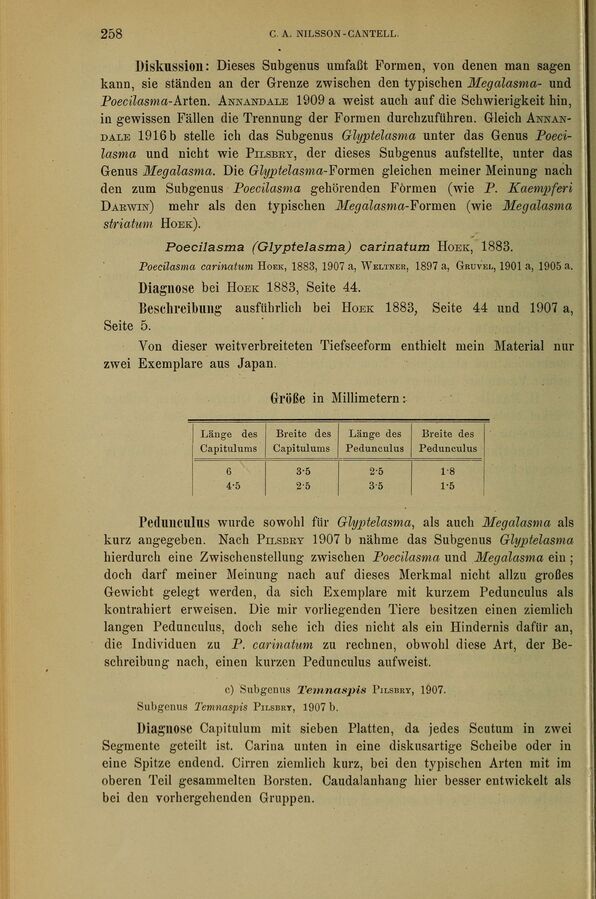 258
C. A. NILSSON-CANTELL.
Diskussion: Dieses Subgenus umfaßt Formen, von denen man sagen
kann, sie ständen an der Grenze zwischen den typischen Megalasma- und
Poecilasma-Arten. ANNANDALE 1909 a weist auch auf die Schwierigkeit hin,
in gewissen Fällen die Trennung der Formen durchzuführen. Gleich ANNAN-
DALE 1916 b stelle ich das Subgenus Glyptelasma unter das Genus Poeci-
lasma und nicht wie PILSBRY, der dieses Subgenus aufstellte, unter das
Genus Megalasma. Die Glyptelasma-Formen gleichen meiner Meinung nach
den zum Subgenus Poecilasma gehörenden Formen (wie P. Kaempferi
DARWIN) mehr als den typischen Megalasma-Formen (wie Megalasma
striatum HOEK).
Poecilasma (Glyptelasma) carinatum HOEK, 1883.
Poecilasma carinatum HOEK, 1883, 1907 a, WELTNER, 1897 a, GRUVEL, 1901 a, 1905 a.
Diagnose bei HOEK 1883, Seite 44.
Beschreibung ausführlich bei HOEK 1883, Seite 44 und 1907 a,
Seite 5.
Von dieser weitverbreiteten Tiefseeform enthielt mein Material nur
zwei Exemplare aus Japan.
Größe in Millimetern:
Länge des Breite des Länge des Breite des
Capitulums Capitulums Pedunculus Pedunculus
6 3·5 2·5 1·8
4·5 2·5 3·5 1·5
Pedunculus wurde sowohl für Glyptelasma, als auch Megalasma als
kurz angegeben. Nach PILSBRY 1907 b nähme das Subgenus Glyptelasma
hierdurch eine Zwischenstellung zwischen Poecilasma und Megalasma ein;
doch darf meiner Meinung nach auf dieses Merkmal nicht allzu großes
Gewicht gelegt werden, da sich Exemplare mit kurzem Pedunculus als
kontrahiert erweisen. Die mir vorliegenden Tiere besitzen einen ziemlich
langen Pedunculus, doch sehe ich dies nicht als ein Hindernis dafür an,
die Individuen zu P. carinatum zu rechnen, obwohl diese Art, der Be-
schreibung nach, einen kurzen Pedunculus aufweist.
c) Subgenus Temnaspis PILSBRY, 1907.
Subgenus Temnaspis PILSBRY, 1907 b.
Diagnose Capitulum mit sieben Platten, da jedes Scutum in zwei
Segmente geteilt ist. Carina unten in eine diskusartige Scheibe oder in
eine Spitze endend. Cirren ziemlich kurz, bei den typischen Arten mit im
oberen Teil gesammelten Borsten. Caudalanhang hier besser entwickelt als
bei den vorhergehenden Gruppen.